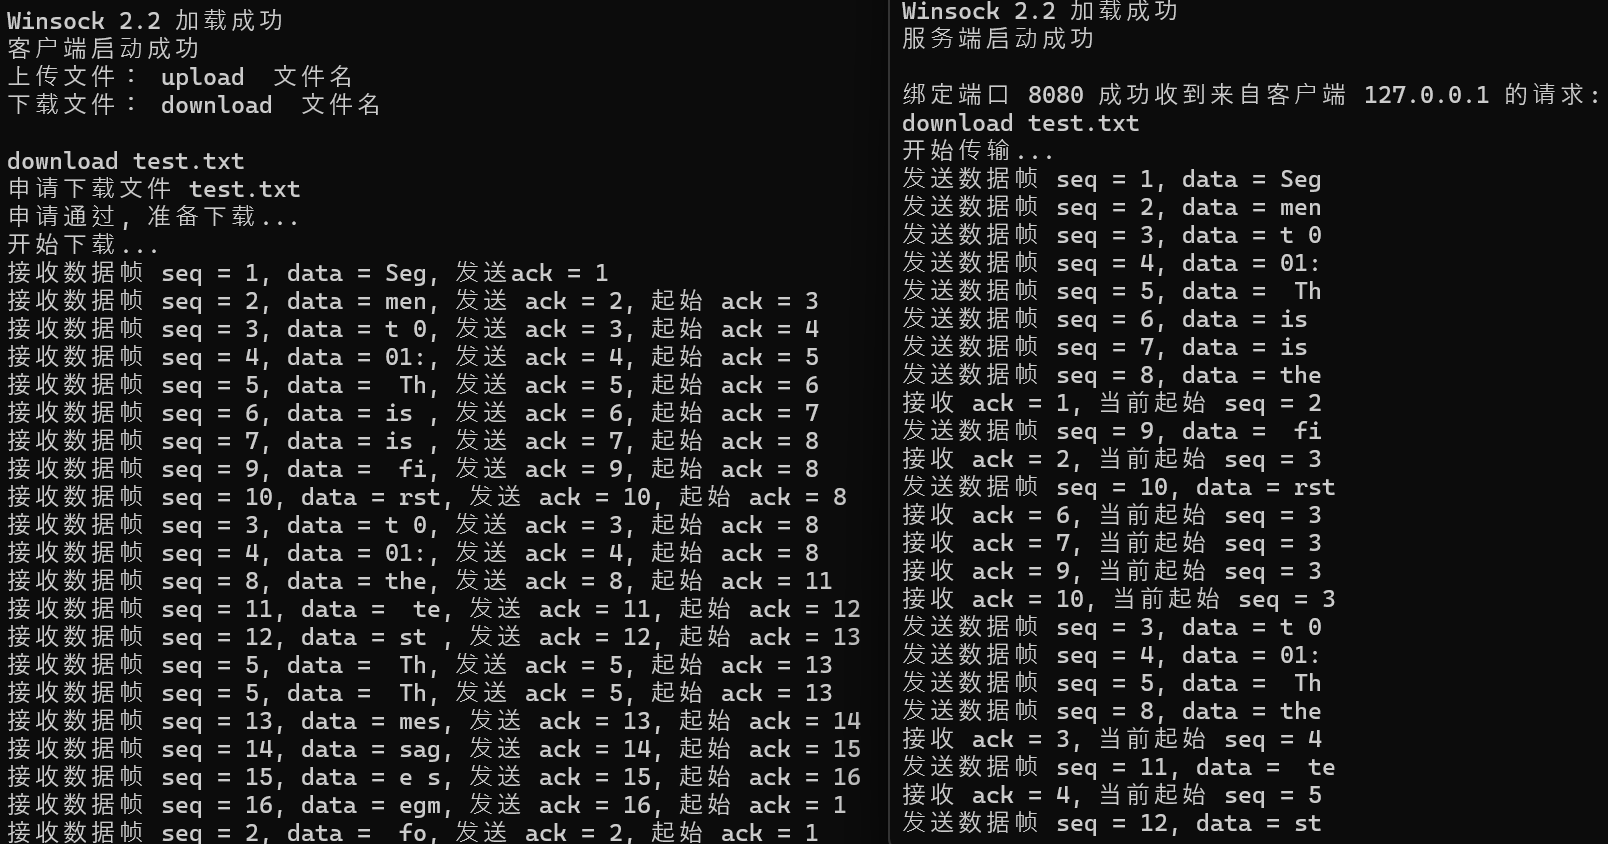 Winsock 2.2 加载成功
客户端启动成功
上传文件： upload  文件名
下载文件： download  文件名
download test.txt
申请下载文件 test.txt
申请通过, 准备下载...
开始下载...
接收数据帧 seq = 1, data = Seg, 发送ack = 1
接收数据帧 seq = 2, data = men, 发送 ack = 2, 起始 ack = 3
接收数据帧 seq = 3, data = t 0, 发送 ack = 3, 起始 ack = 4
接收数据帧 seq = 4, data = 01:, 发送 ack = 4, 起始 ack = 5
接收数据帧 seq = 5, data =  Th, 发送 ack = 5, 起始 ack = 6
接收数据帧 seq = 6, data = is , 发送 ack = 6, 起始 ack = 7
接收数据帧 seq = 7, data = is , 发送 ack = 7, 起始 ack = 8
接收数据帧 seq = 9, data =  fi, 发送 ack = 9, 起始 ack = 8
接收数据帧 seq = 10, data = rst, 发送 ack = 10, 起始 ack = 8
接收数据帧 seq = 3, data = t 0, 发送 ack = 3, 起始 ack = 8
接收数据帧 seq = 4, data = 01:, 发送 ack = 4, 起始 ack = 8
接收数据帧 seq = 8, data = the, 发送 ack = 8, 起始 ack = 11
接收数据帧 seq = 11, data =  te, 发送 ack = 11, 起始 ack = 12
接收数据帧 seq = 12, data = st , 发送 ack = 12, 起始 ack = 13
接收数据帧 seq = 5, data =  Th, 发送 ack = 5, 起始 ack = 13
接收数据帧 seq = 5, data =  Th, 发送 ack = 5, 起始 ack = 13
接收数据帧 seq = 13, data = mes, 发送 ack = 13, 起始 ack = 14
接收数据帧 seq = 14, data = sag, 发送 ack = 14, 起始 ack = 15
接收数据帧 seq = 15, data = e s, 发送 ack = 15, 起始 ack = 16
接收数据帧 seq = 16, data = egm, 发送 ack = 16, 起始 ack = 1
接收数据帧 seq = 2, data =  fo, 发送 ack = 2, 起始 ack = 1
Winsock 2.2 加载成功
服务端启动成功
绑定端口 8080 成功收到来自客户端 127.0.0.1 的请求:
download test.txt
开始传输...
发送数据帧 seq = 1, data = Seg
发送数据帧 seq = 2, data = men
发送数据帧 seq = 3, data = t 0
发送数据帧 seq = 4, data = 01:
发送数据帧 seq = 5, data =  Th
发送数据帧 seq = 6, data = is
发送数据帧 seq = 7, data = is
发送数据帧 seq = 8, data = the
接收 ack = 1, 当前起始 seq = 2
发送数据帧 seq = 9, data =  fi
接收 ack = 2, 当前起始 seq = 3
发送数据帧 seq = 10, data = rst
接收 ack = 6, 当前起始 seq = 3
接收 ack = 7, 当前起始 seq = 3
接收 ack = 9, 当前起始 seq = 3
接收 ack = 10, 当前起始 seq = 3
发送数据帧 seq = 3, data = t 0
发送数据帧 seq = 4, data = 01:
发送数据帧 seq = 5, data =  Th
发送数据帧 seq = 8, data = the
接收 ack = 3, 当前起始 seq = 4
发送数据帧 seq = 11, data =  te
接收 ack = 4, 当前起始 seq = 5
发送数据帧 seq = 12, data = st